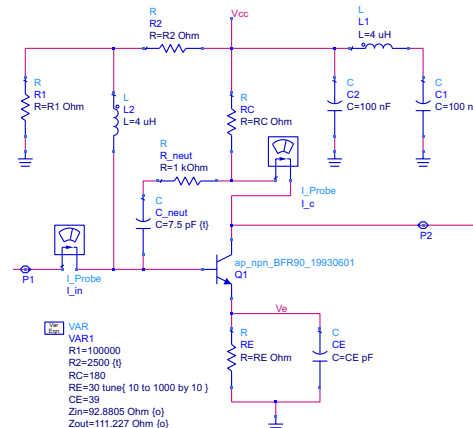 Vcc
R
R2
R=R2 Ohm
L
L1
L=4 uH
R
R1
R=R1 Ohm
L
L2
L=4 uH
R
RC
R=RC Ohm
C
C2
C=100 nF
C
C1
C=100 n
R
R_neut
R=1 kOhm
I_Probe
I_c
C
C_neut
C=7.5 pF {t}
P2
ap_npn_BFR90_19930601
Q1
P1
I_Probe
I_in
Ve
Var
Eqn
VAR
VAR1
R1=100000
R2=2500 {t}
RC=180
RE=30 tune{ 10 to 1000 by 10 }
CE=39
Zin=92.8805 Ohm {o}
Zout=111.227 Ohm {o}
R
RE
R=RE Ohm
C
CE
C=CE pF